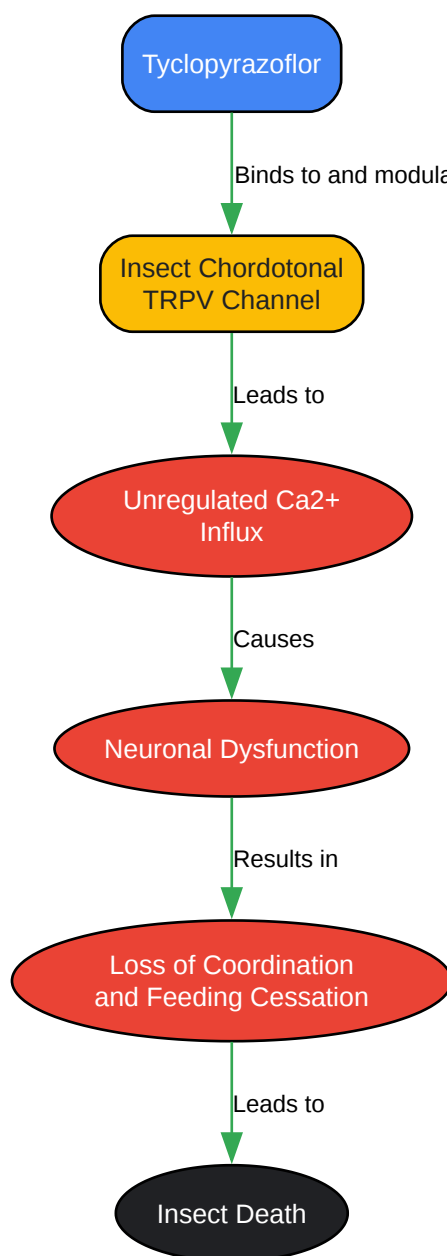 Tyclopyrazoflor
Binds to and modula
Insect Chordotonal
TRPV Channel
Leads to
Unregulated Ca2+
Influx
Causes
Neuronal Dysfunction
Results in
Loss of Coordination
and Feeding Cessation
Leads to
Insect Death